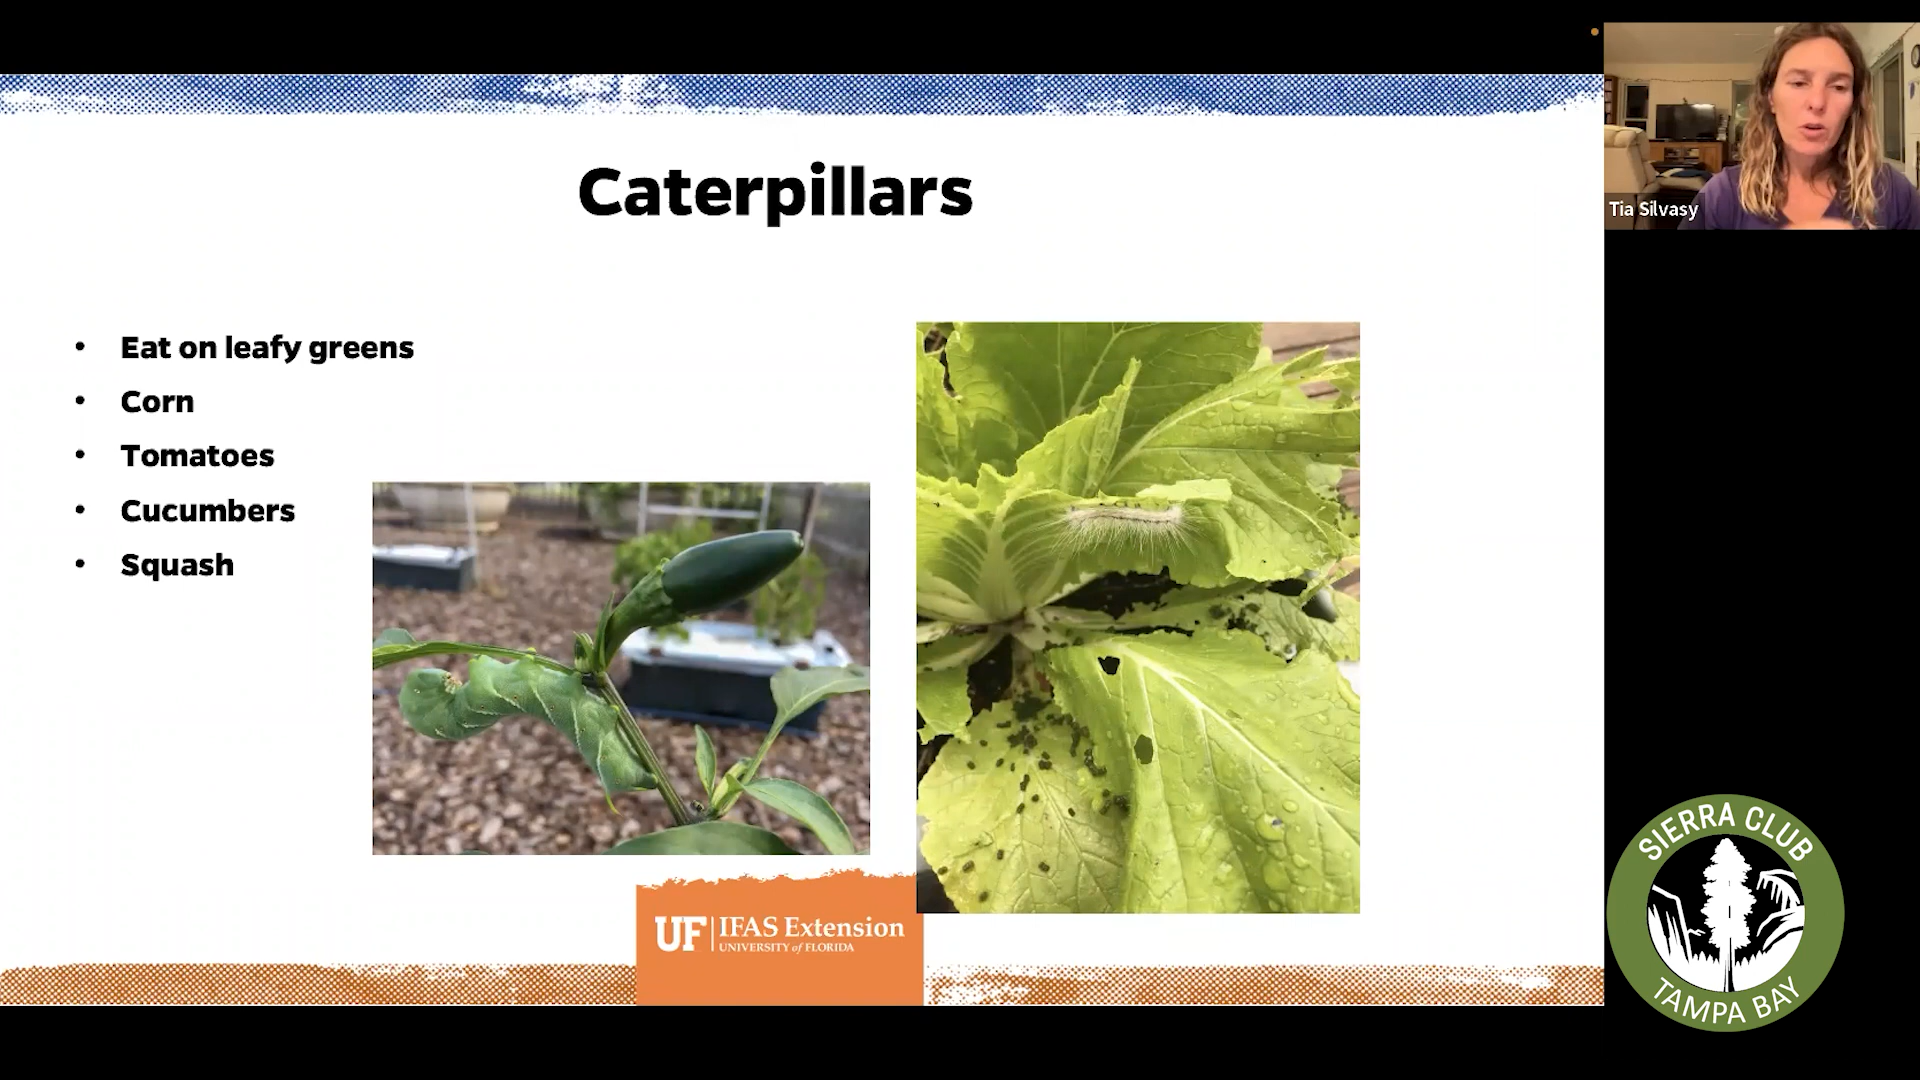 Caterpillars
• Eat on leafy greens
• Corn
• Tomatoes
• Cucumbers
• Squash
UF IFAS Extension
UNIVERSITY of FLORIDA
Tia Silvasy
SIERRA CLUB
TAMPA BAY